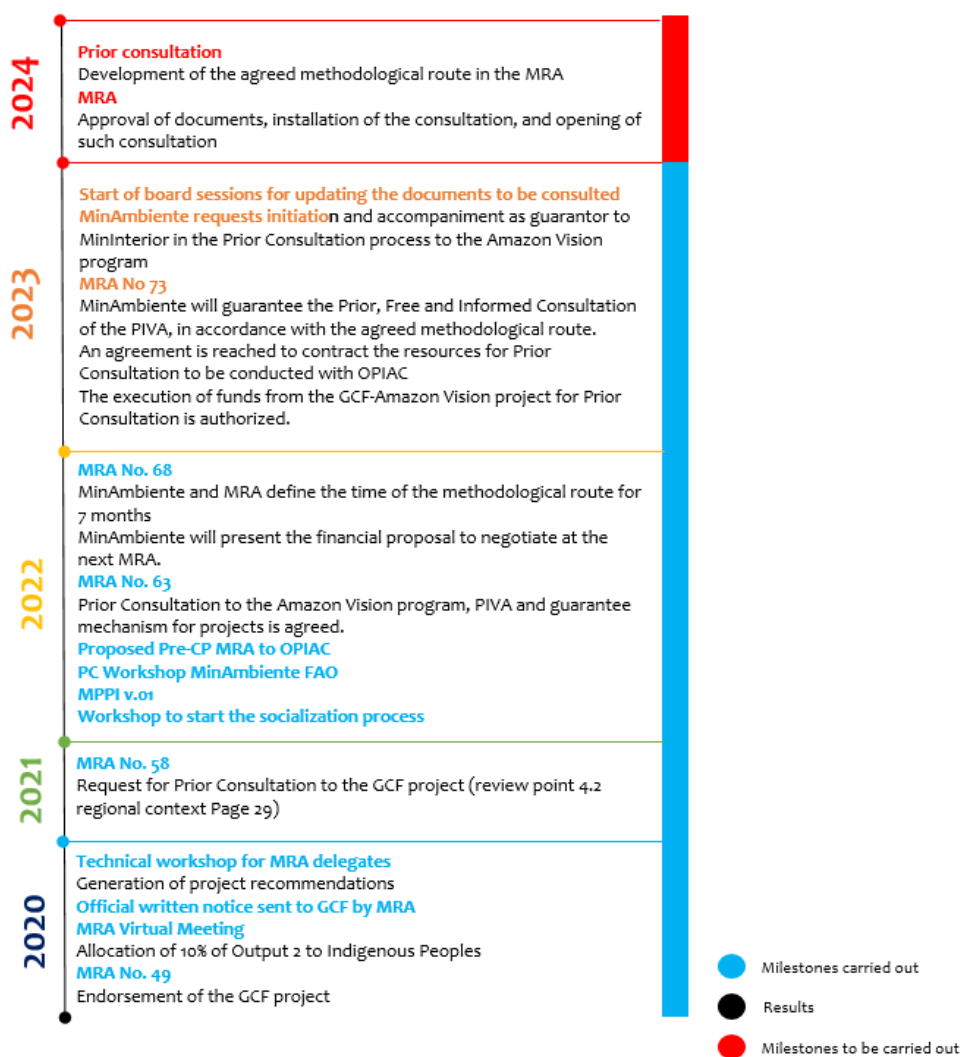 2024
Prior consultation
Development of the agreed methodological route in the MRA
MRA
Approval of documents, installation of the consultation, and opening of
such consultation
2023
Start of board sessions for updating the documents to be consulted
MinAmbiente requests initiation and accompaniment as guarantor to
MinInterior in the Prior Consultation process to the Amazon Vision
program
MRA No 73
MinAmbiente will guarantee the Prior, Free and Informed Consultation
of the PIVA, in accordance with the agreed methodological route.
An agreement is reached to contract the resources for Prior
Consultation to be conducted with OPIAC
The execution of funds from the GCF-Amazon Vision project for Prior
Consultation is authorized.
2022
MRA No. 68
MinAmbiente and MRA define the time of the methodological route for
7 months
MinAmbiente will present the financial proposal to negotiate at the
next MRA.
MRA No. 63
Prior Consultation to the Amazon Vision program, PIVA and guarantee
mechanism for projects is agreed.
Proposed Pre-CP MRA to OPIAC
PC Workshop MinAmbiente FAO
MPPI v.01
Workshop to start the socialization process
2021
MRA No. 58
Request for Prior Consultation to the GCF project (review point 4.2
regional context Page 29)
2020
Technical workshop for MRA delegates
Generation of project recommendations
Official written notice sent to GCF by MRA
MRA Virtual Meeting
Allocation of 10% of Output 2 to Indigenous Peoples
MRA No. 49
Endorsement of the GCF project
Milestones carried out
Results
Milestones to be carried out